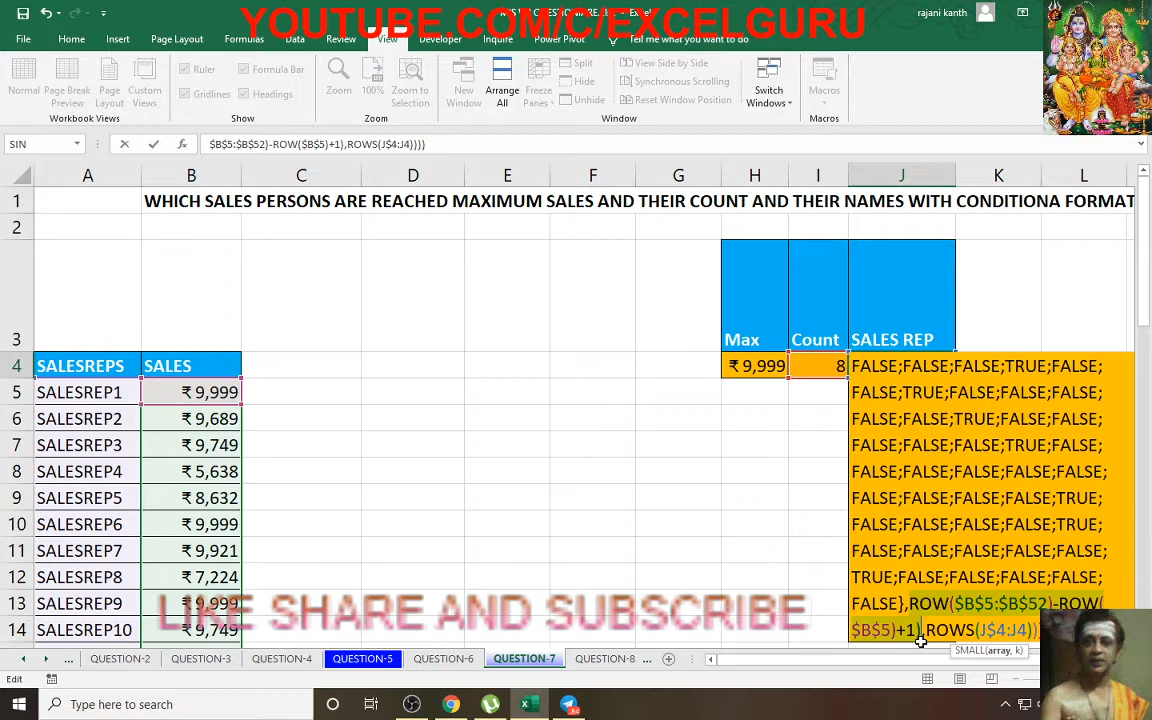 YOUTUBE.COM/C/EXCELGURU
rajani kanth
File Home Insert Page Layout Formulas Data Review View Developer Inquire Power Pivot Tell me what you want to do
Normal Page Break Preview Page Layout Custom Views
Ruler Formula Bar
Gridlines Headings
Zoom 100% Zoom to Selection
New Window Arrange All Freeze Panes
Split
Hide
Unhide
View Side by Side
Synchronous Scrolling
Reset Window Position
Switch Windows
Macros
Workbook Views Show Zoom Window Macros
SIN $B$5:$B$52)-ROW($B$5)+1),ROWS(J$4:J4))))
A B C D E F G H I J K L
1 WHICH SALES PERSONS ARE REACHED MAXIMUM SALES AND THEIR COUNT AND THEIR NAMES WITH CONDITIONA FORMAT
2
3 Max Count SALES REP
4 SALESREPS SALES ₹ 9,999 8 FALSE;FALSE;FALSE;TRUE;FALSE;
5 SALESREP1 ₹ 9,999 FALSE;TRUE;FALSE;FALSE;FALSE;
6 SALESREP2 ₹ 9,689 FALSE;FALSE;TRUE;FALSE;FALSE;
7 SALESREP3 ₹ 9,749 FALSE;FALSE;FALSE;TRUE;FALSE;
8 SALESREP4 ₹ 5,638 FALSE;FALSE;FALSE;FALSE;FALSE;
9 SALESREP5 ₹ 8,632 FALSE;FALSE;FALSE;FALSE;TRUE;
10 SALESREP6 ₹ 9,999 FALSE;FALSE;FALSE;FALSE;TRUE;
11 SALESREP7 ₹ 9,921 FALSE;FALSE;FALSE;FALSE;FALSE;
12 SALESREP8 ₹ 7,224 TRUE;FALSE;FALSE;FALSE;FALSE;
13 SALESREP9 ₹ 9,999 FALSE},ROW($B$5:$B$52)-ROW(
14 SALESREP10 ₹ 9,749 $B$5)+1),ROWS(J$4:J4))
LIKE SHARE AND SUBSCRIBE
SMALL(array, k)
... QUESTION-2 QUESTION-3 QUESTION-4 QUESTION-5 QUESTION-6 QUESTION-7 QUESTION-8 ...
Edit
Type here to search